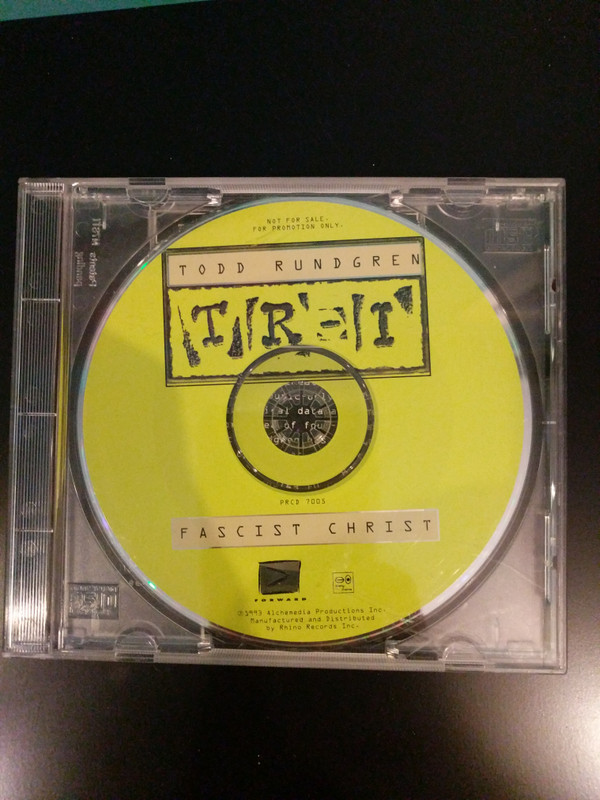 NOT FOR SALE.
FOR PROMOTION ONLY.
TODD RUNDGREN
TR-I
PRCD 7005
FASCIST CHRIST
FORWARD
℗1993 Alchemedia Productions Inc.
Manufactured and Distributed
by Rhino Records Inc.